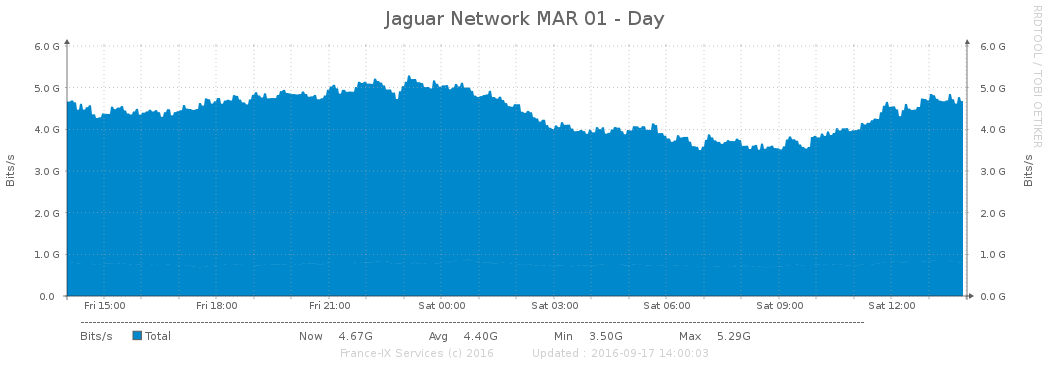 Jaguar Network MAR 01 - Day
RRDTOOL / TOBI OETIKER
6.0 G 6.0 G
5.0 G 5.0 G
4.0 G 4.0 G
3.0 G 3.0 G
2.0 G 2.0 G
1.0 G 1.0 G
0.0 0.0 G
Bits/s
Bits/s
Fri 15:00 Fri 18:00 Fri 21:00 Sat 00:00 Sat 03:00 Sat 06:00 Sat 09:00 Sat 12:00
Bits/s Total Now 4.67G Avg 4.40G Min 3.50G Max 5.29G
France-IX Services (c) 2016 Updated : 2016-09-17 14:00:03